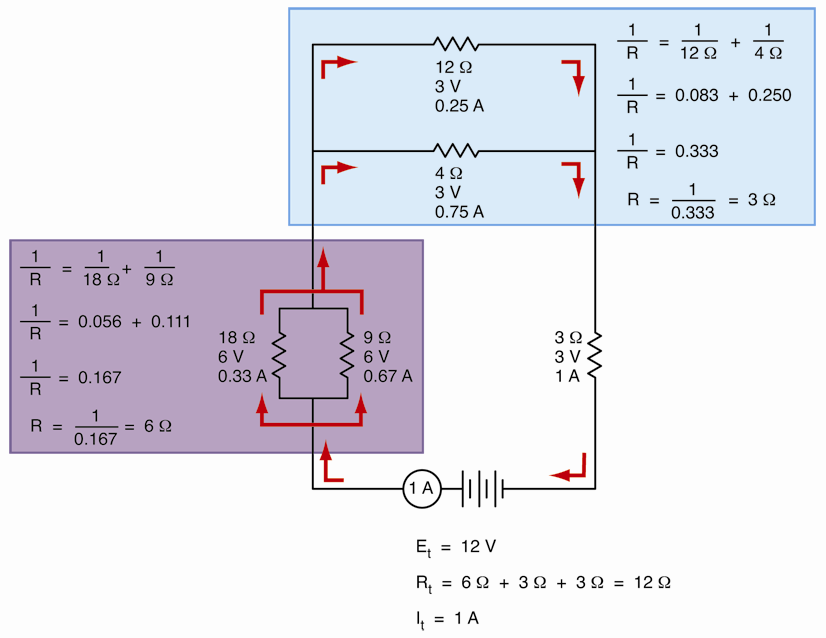 1/R = 1/12 Ω + 1/4 Ω
1/R = 0.083 + 0.250
1/R = 0.333
R = 1/0.333 = 3 Ω
12 Ω
3 V
0.25 A
4 Ω
3 V
0.75 A
1/R = 1/18 Ω + 1/9 Ω
1/R = 0.056 + 0.111
1/R = 0.167
R = 1/0.167 = 6 Ω
18 Ω
6 V
0.33 A
9 Ω
6 V
0.67 A
3 Ω
3 V
1 A
1 A
Et = 12 V
Rt = 6 Ω + 3 Ω + 3 Ω = 12 Ω
It = 1 A